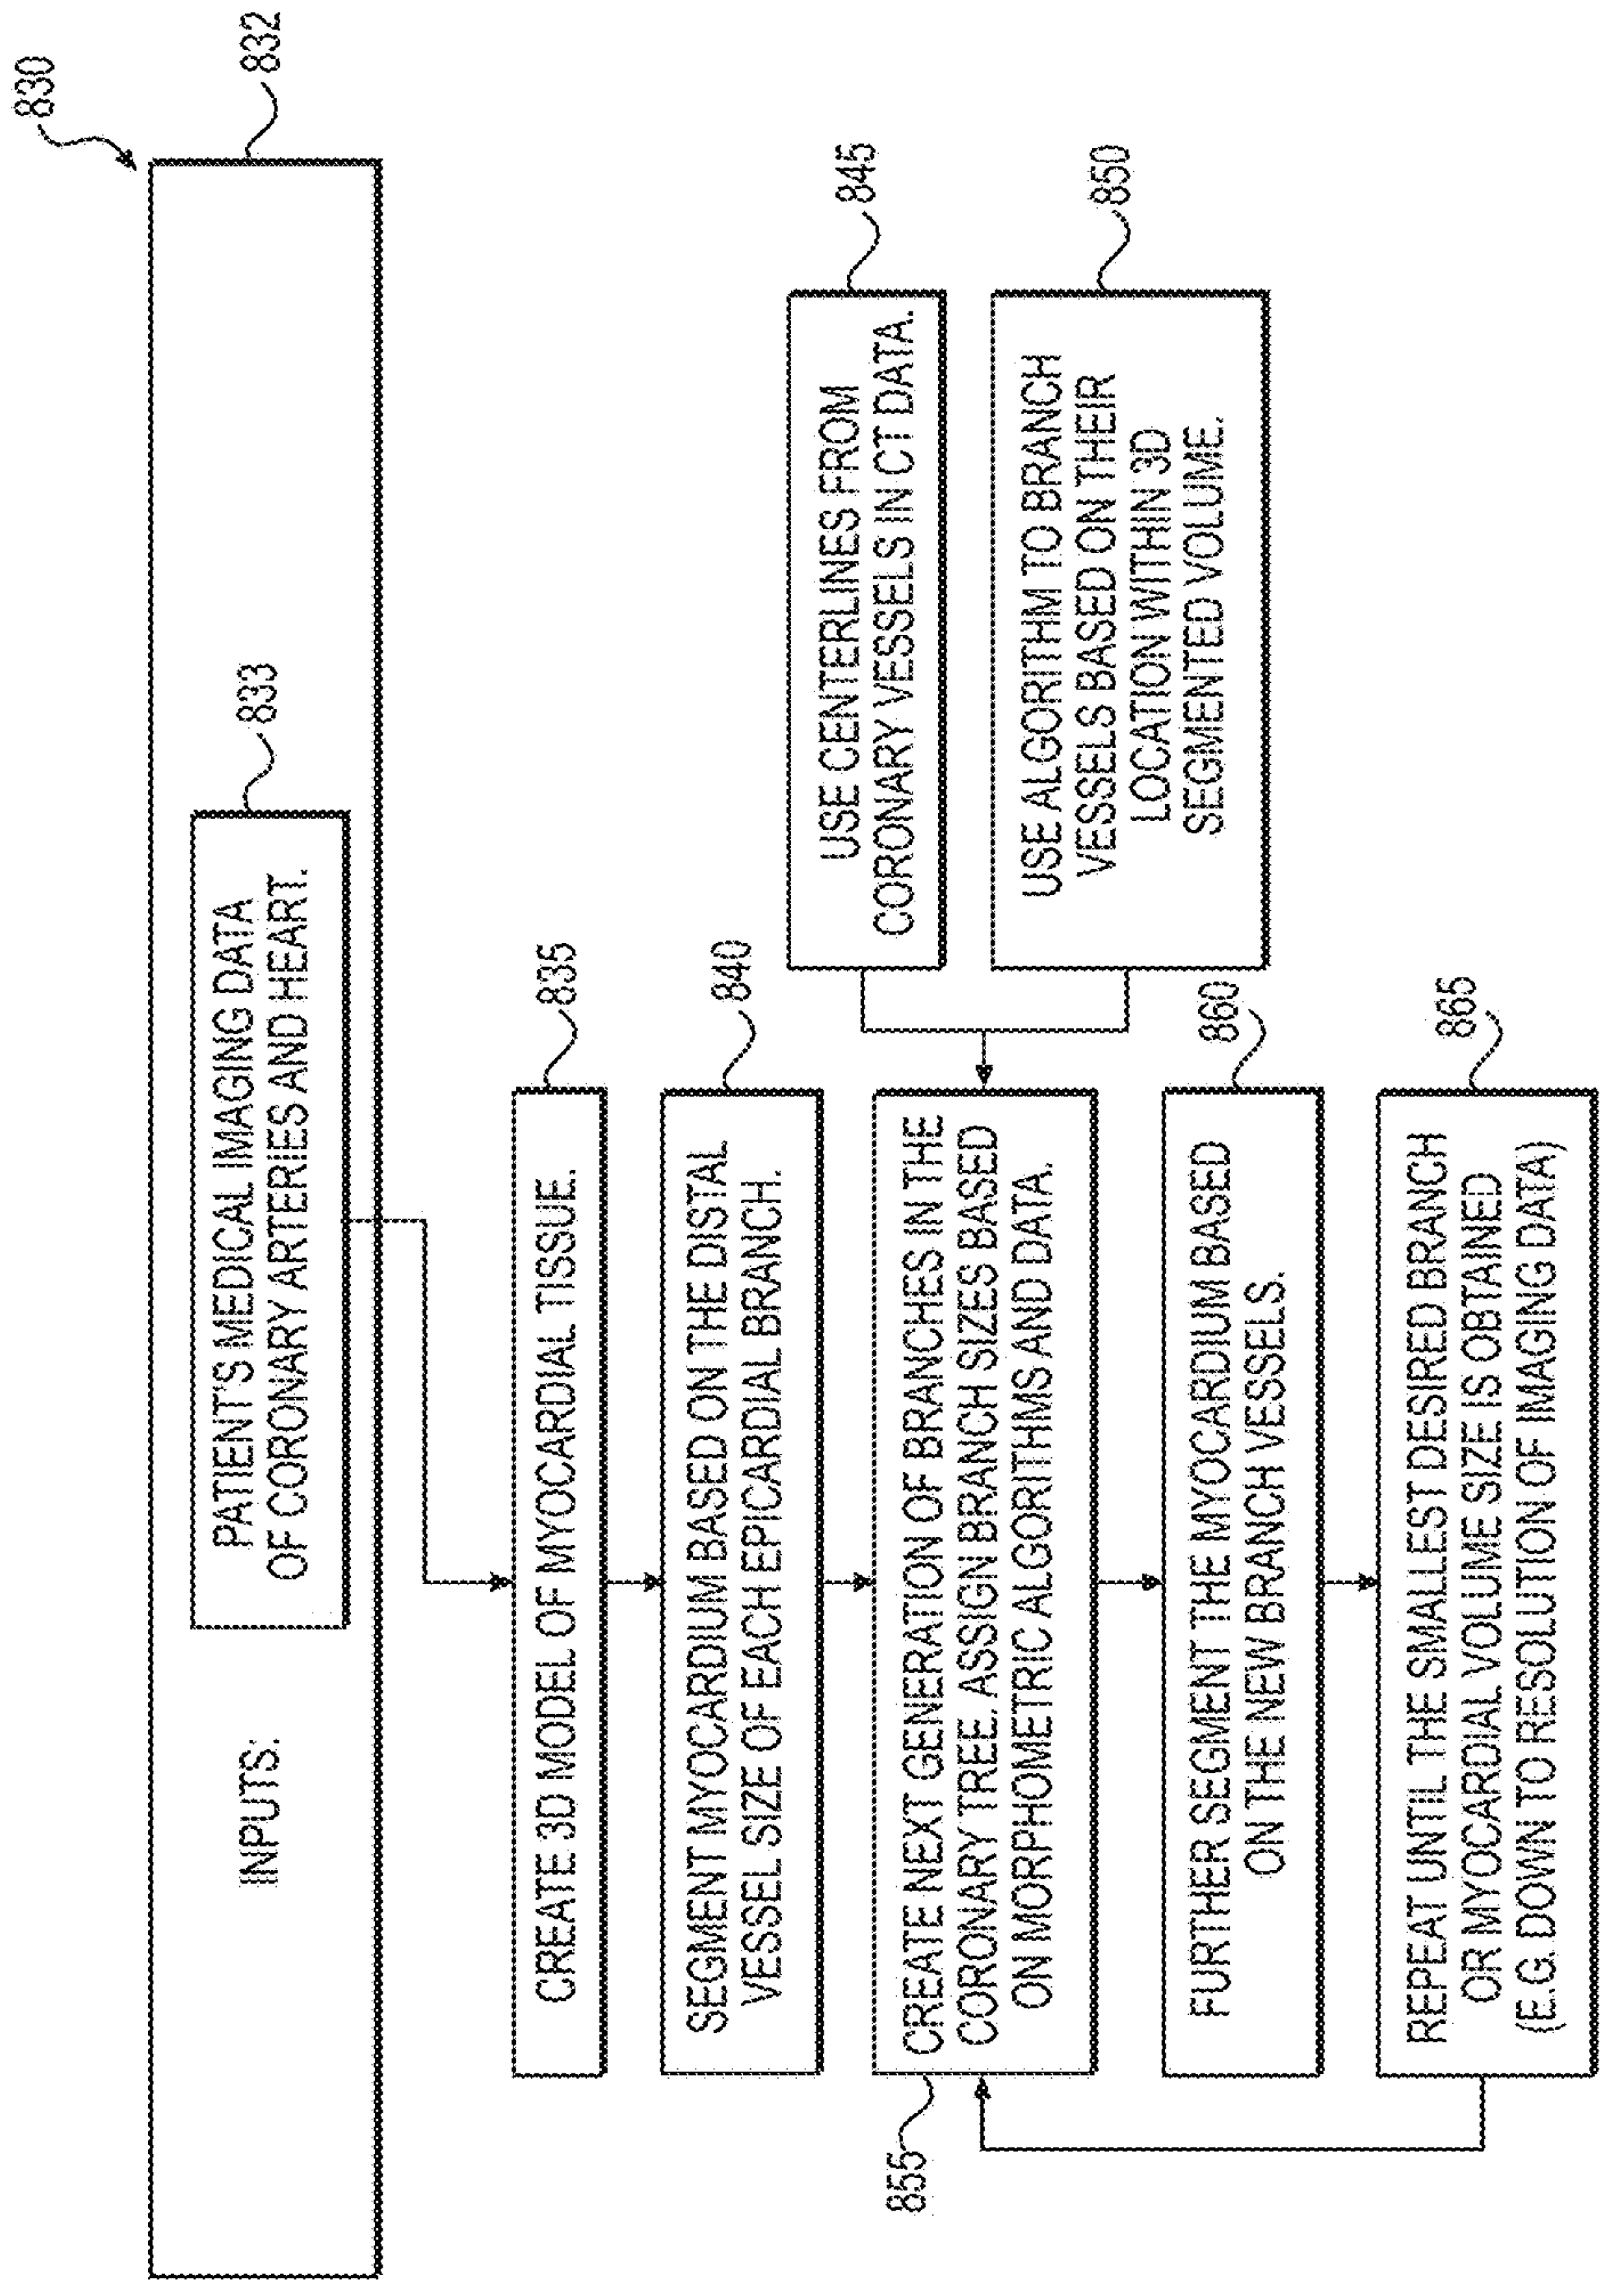 830
832
INPUTS:
833
PATIENT'S MEDICAL IMAGING DATA
OF CORONARY ARTERIES AND HEART.
835
CREATE 3D MODEL OF MYOCARDIAL TISSUE.
840
SEGMENT MYOCARDIUM BASED ON THE DISTAL
VESSEL SIZE OF EACH EPICARDIAL BRANCH.
845
USE CENTERLINES FROM
CORONARY VESSELS IN CT DATA.
850
USE ALGORITHM TO BRANCH
VESSELS BASED ON THEIR
LOCATION WITHIN 3D
SEGMENTED VOLUME.
855
CREATE NEXT GENERATION OF BRANCHES IN THE
CORONARY TREE. ASSIGN BRANCH SIZES BASED
ON MORPHOMETRIC ALGORITHMS AND DATA.
860
FURTHER SEGMENT THE MYOCARDIUM BASED
ON THE NEW BRANCH VESSELS.
865
REPEAT UNTIL THE SMALLEST DESIRED BRANCH
OR MYOCARDIAL VOLUME SIZE IS OBTAINED
(E.G. DOWN TO RESOLUTION OF IMAGING DATA)